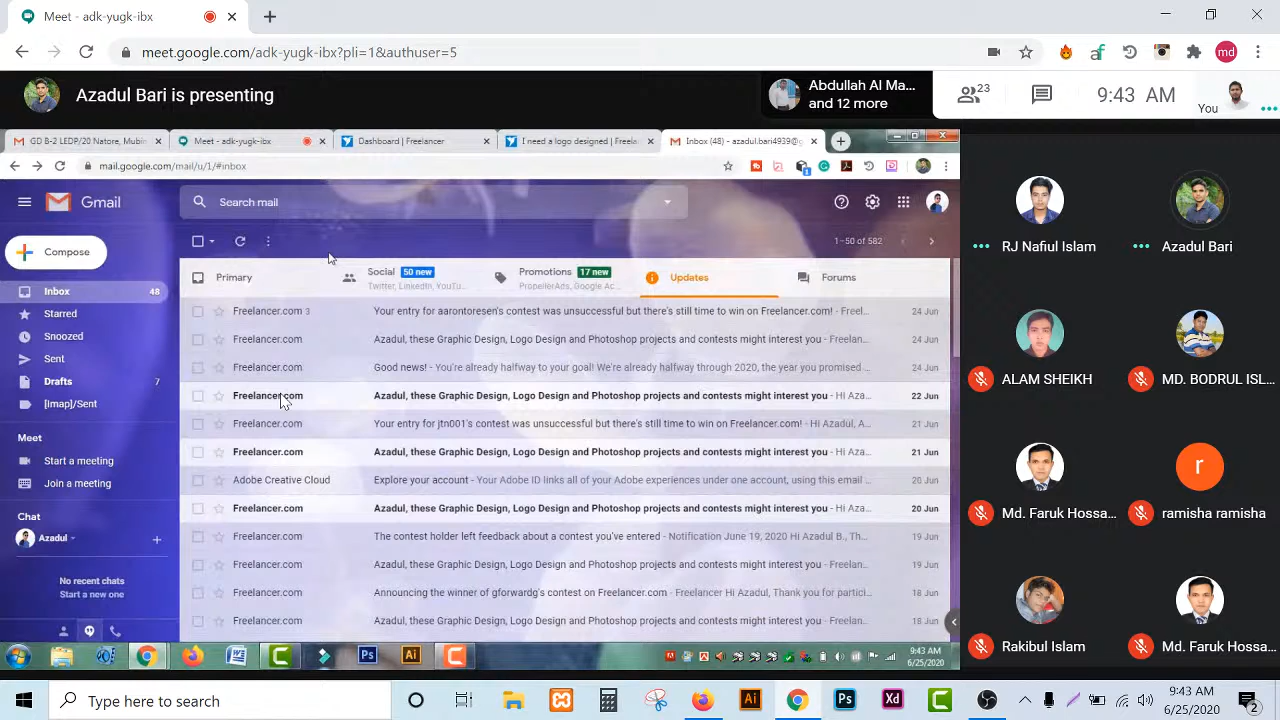 Meet - adk-yugk-ibx
meet.google.com/adk-yugk-ibx?pli=1&authuser=5
md
Azadul Bari is presenting
Abdullah Al Ma...
and 12 more
23
9:43 AM
You
GD B-2 LEDP/20 Natore, Mubin
Meet - adk-yugk-ibx
Dashboard | Freelancer
I need a logo designed | Freela
Inbox (48) - azadul.bari4939@g
mail.google.com/mail/u/1/#inbox
Gmail
Search mail
Compose
1–50 of 582
Primary
Social 50 new
Twitter, LinkedIn, YouTu...
Promotions 17 new
PropellerAds, Google Ac...
Updates
Forums
Inbox 48
Starred
Snoozed
Sent
Drafts 7
[Imap]/Sent
Meet
Start a meeting
Join a meeting
Chat
Azadul
No recent chats
Start a new one
Freelancer.com 3 Your entry for aarontoresen's contest was unsuccessful but there's still time to win on Freelancer.com! - Freel... 24 Jun
Freelancer.com Azadul, these Graphic Design, Logo Design and Photoshop projects and contests might interest you - Freelan... 24 Jun
Freelancer.com Good news! - You're already halfway to your goal! We're already halfway through 2020, the year you promised... 24 Jun
Freelancer.com Azadul, these Graphic Design, Logo Design and Photoshop projects and contests might interest you - Hi Aza... 22 Jun
Freelancer.com Your entry for jtn001's contest was unsuccessful but there's still time to win on Freelancer.com! - Hi Azadul, A... 21 Jun
Freelancer.com Azadul, these Graphic Design, Logo Design and Photoshop projects and contests might interest you - Hi Aza... 21 Jun
Adobe Creative Cloud Explore your account - Your Adobe ID links all of your Adobe experiences under one account, using this email ... 20 Jun
Freelancer.com Azadul, these Graphic Design, Logo Design and Photoshop projects and contests might interest you - Hi Aza... 20 Jun
Freelancer.com The contest holder left feedback about a contest you've entered - Notification June 19, 2020 Hi Azadul B., Th... 19 Jun
Freelancer.com Azadul, these Graphic Design, Logo Design and Photoshop projects and contests might interest you - Freelan... 19 Jun
Freelancer.com Announcing the winner of gforwardg's contest on Freelancer.com - Freelancer Hi Azadul, Thank you for partici... 18 Jun
Freelancer.com Azadul, these Graphic Design, Logo Design and Photoshop projects and contests might interest you - Freelan... 18 Jun
Ps
Ai
9:43 AM
6/25/2020
RJ Nafiul Islam
Azadul Bari
ALAM SHEIKH
MD. BODRUL ISL...
Md. Faruk Hossa...
r
ramisha ramisha
Rakibul Islam
Md. Faruk Hossa...
Type here to search
Ai
Ps
Xd
9:43 AM
6/25/2020
2